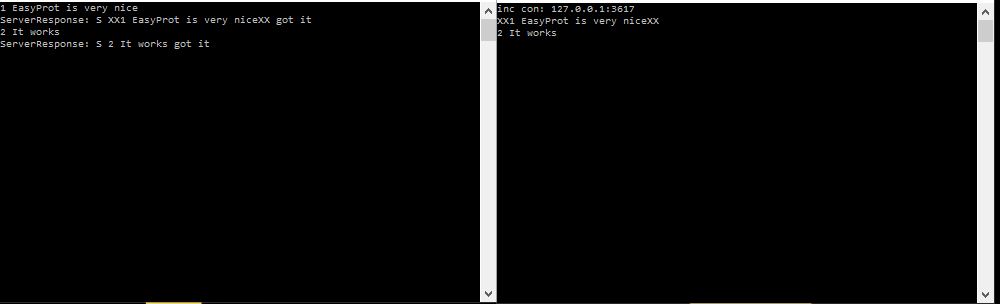 1 EasyProt is very nice
ServerResponse: S XX1 EasyProt is very niceXX got it
2 It works
ServerResponse: S 2 It works got it
inc con: 127.0.0.1:3617
XX1 EasyProt is very niceXX
2 It works